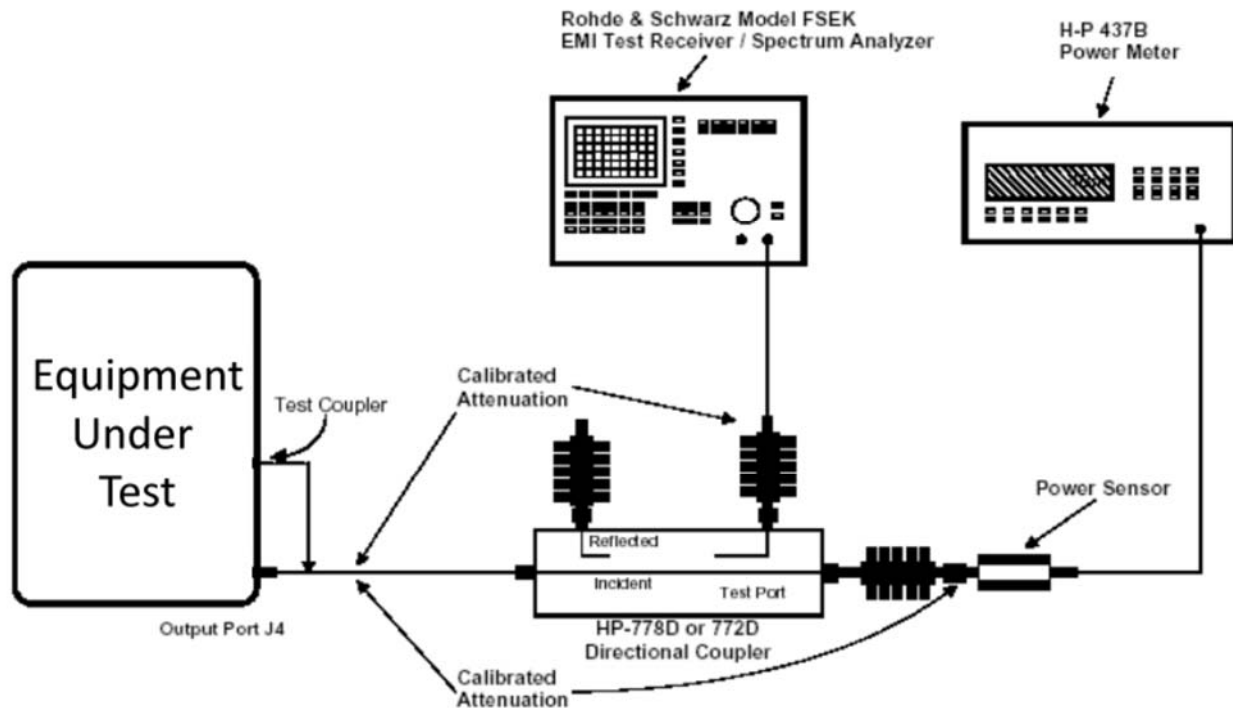 Rohde & Schwarz Model FSEK
EMI Test Receiver / Spectrum Analyzer
H-P 437B
Power Meter
Equipment
Under
Test
Test Coupler
Calibrated
Attenuation
Power Sensor
Reflected
Incident
Test Port
Output Port J4
HP-778D or 772D
Directional Coupler
Calibrated
Attenuation